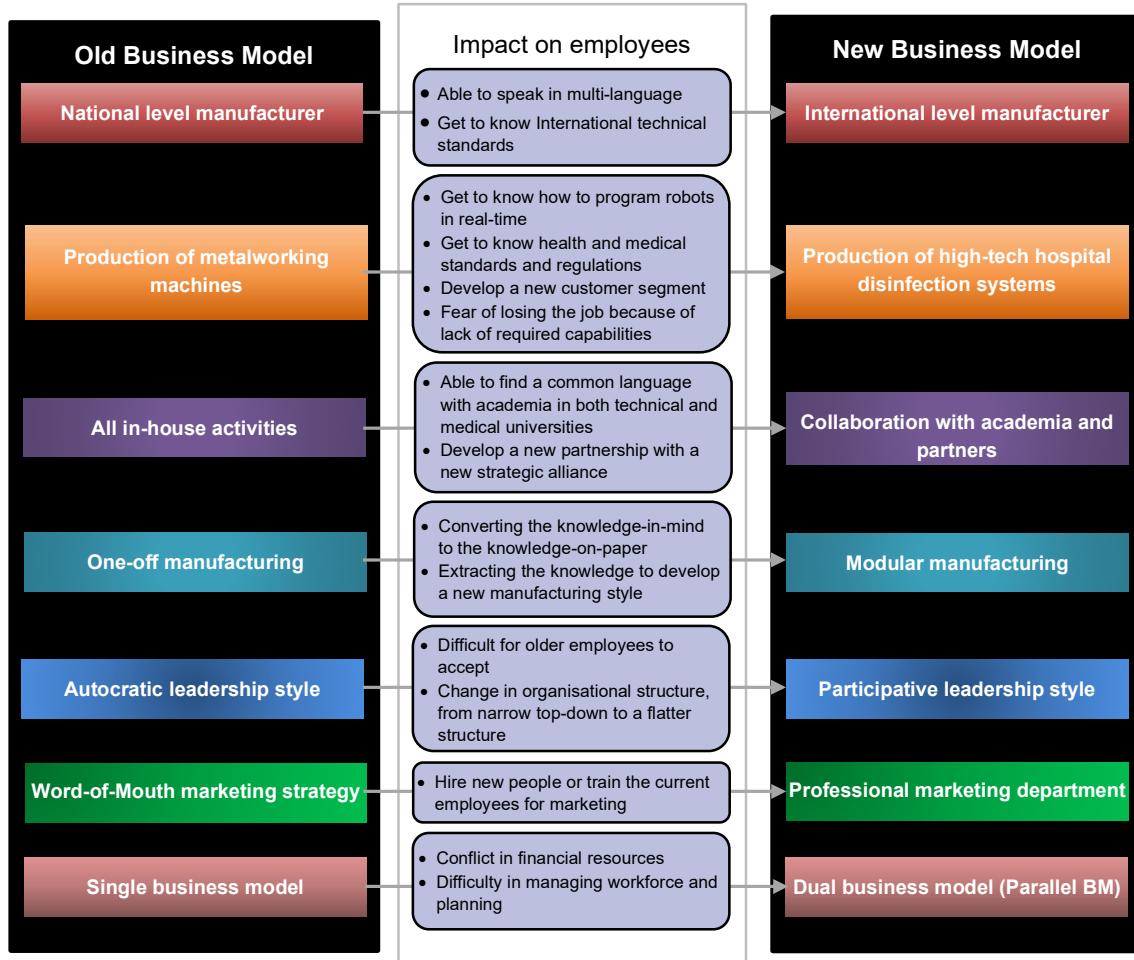 Old Business Model
Impact on employees
New Business Model
National level manufacturer
• Able to speak in multi-language
• Get to know International technical
standards
International level manufacturer
Production of metalworking
machines
• Get to know how to program robots
in real-time
• Get to know health and medical
standards and regulations
• Develop a new customer segment
• Fear of losing the job because of
lack of required capabilities
Production of high-tech hospital
disinfection systems
All in-house activities
• Able to find a common language
with academia in both technical and
medical universities
• Develop a new partnership with a
new strategic alliance
Collaboration with academia and
partners
One-off manufacturing
• Converting the knowledge-in-mind
to the knowledge-on-paper
• Extracting the knowledge to develop
a new manufacturing style
Modular manufacturing
Autocratic leadership style
• Difficult for older employees to
accept
• Change in organisational structure,
from narrow top-down to a flatter
structure
Participative leadership style
Word-of-Mouth marketing strategy
• Hire new people or train the current
employees for marketing
Professional marketing department
Single business model
• Conflict in financial resources
• Difficulty in managing workforce and
planning
Dual business model (Parallel BM)